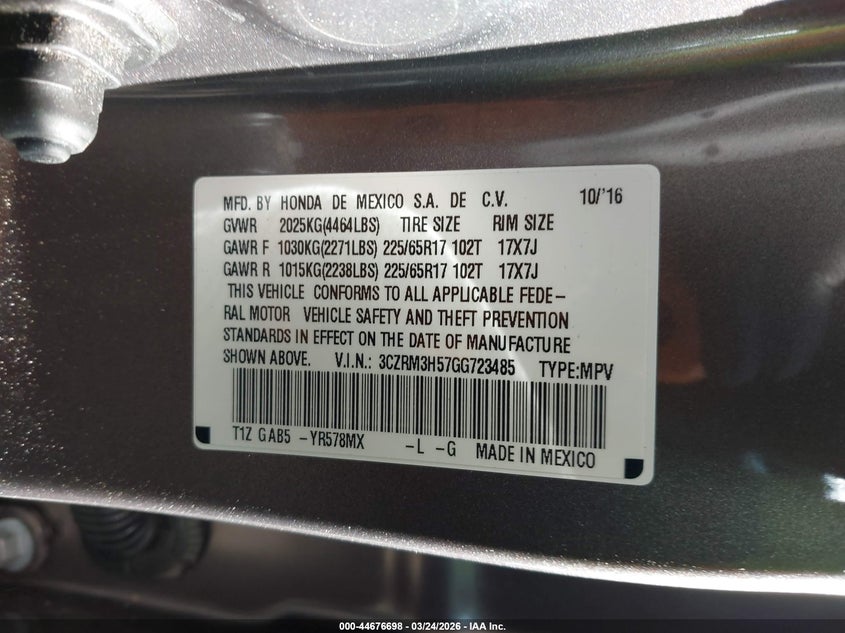 MFD. BY HONDA DE MEXICO S.A. DE C.V. 10/'16
GVWR 2025KG(4464LBS) TIRE SIZE RIM SIZE
GAWR F 1030KG(2271LBS) 225/65R17 102T 17X7J
GAWR R 1015KG(2238LBS) 225/65R17 102T 17X7J
THIS VEHICLE CONFORMS TO ALL APPLICABLE FEDE-
RAL MOTOR VEHICLE SAFETY AND THEFT PREVENTION
STANDARDS IN EFFECT ON THE DATE OF MANUFACTURE
SHOWN ABOVE. V.I.N.: 3CZRM3H57GG723485 TYPE:MPV
T1Z GAB5 -YR578MX -L -G MADE IN MEXICO
000-44676698 - 03/24/2026 - IAA Inc.